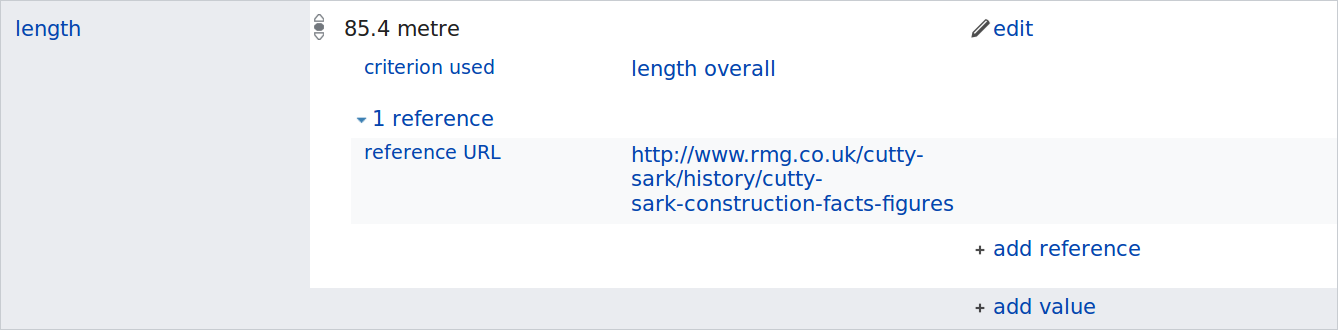 length
85.4 metre
edit
criterion used
length overall
1 reference
reference URL
http://www.rmg.co.uk/cutty-
sark/history/cutty-
sark-construction-facts-figures
+ add reference
+ add value